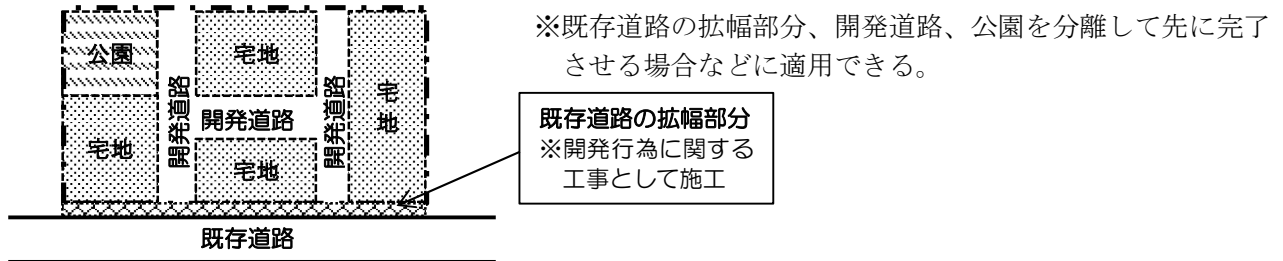 ※既存道路の拡幅部分、開発道路、公園を分離して先に完了
させる場合などに適用できる。
公園
宅地
宅地
開発道路
開発道路
開発道路
宅地
宅地
既存道路の拡幅部分
※開発行為に関する
工事として施工
既存道路